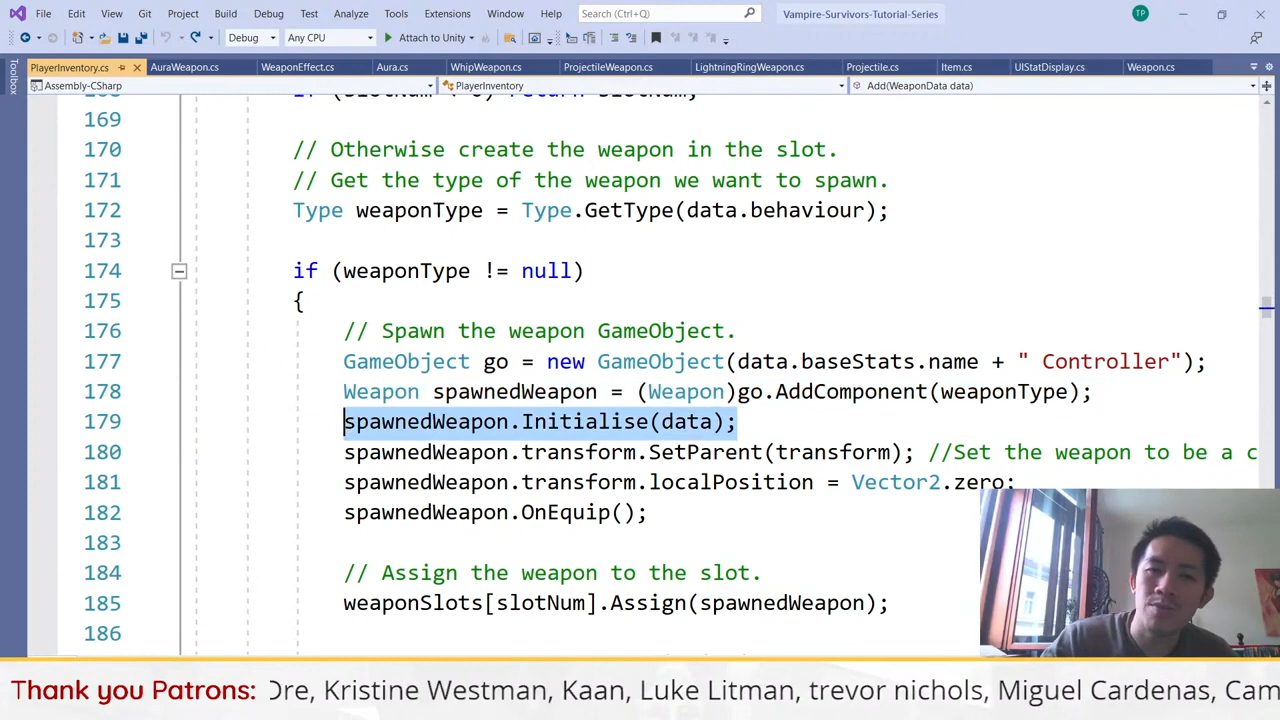 File Edit View Git Project Build Debug Test Analyze Tools Extensions Window Help Search (Ctrl+Q) Vampire-Survivors-Tutorial-Series TP
Debug Any CPU Attach to Unity
PlayerInventory.cs AuraWeapon.cs WeaponEffect.cs Aura.cs WhipWeapon.cs ProjectileWeapon.cs LightningRingWeapon.cs Projectile.cs Item.cs UIStatDisplay.cs Weapon.cs
Toolbox
Assembly-CSharp PlayerInventory Add(WeaponData data)
169
170 // Otherwise create the weapon in the slot.
171 // Get the type of the weapon we want to spawn.
172 Type weaponType = Type.GetType(data.behaviour);
173
174 if (weaponType != null)
175 {
176 // Spawn the weapon GameObject.
177 GameObject go = new GameObject(data.baseStats.name + " Controller");
178 Weapon spawnedWeapon = (Weapon)go.AddComponent(weaponType);
179 spawnedWeapon.Initialise(data);
180 spawnedWeapon.transform.SetParent(transform); //Set the weapon to be a c
181 spawnedWeapon.transform.localPosition = Vector2.zero;
182 spawnedWeapon.OnEquip();
183
184 // Assign the weapon to the slot.
185 weaponSlots[slotNum].Assign(spawnedWeapon);
186
Thank you Patrons: Dre, Kristine Westman, Kaan, Luke Litman, trevor nichols, Miguel Cardenas, Cam